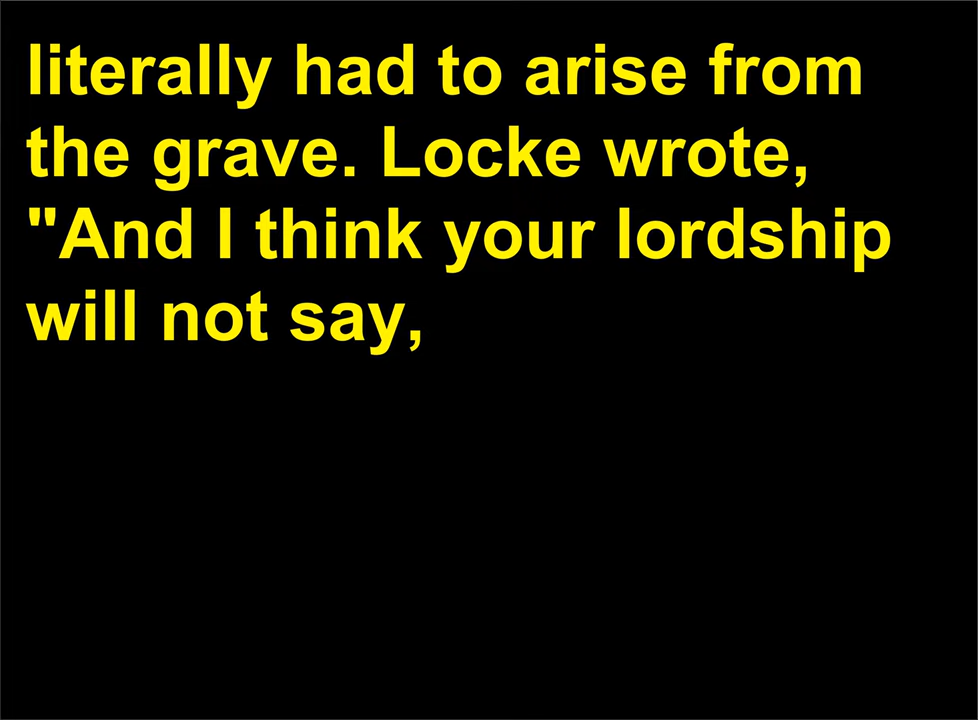 literally had to arise from
the grave. Locke wrote,
"And I think your lordship
will not say,